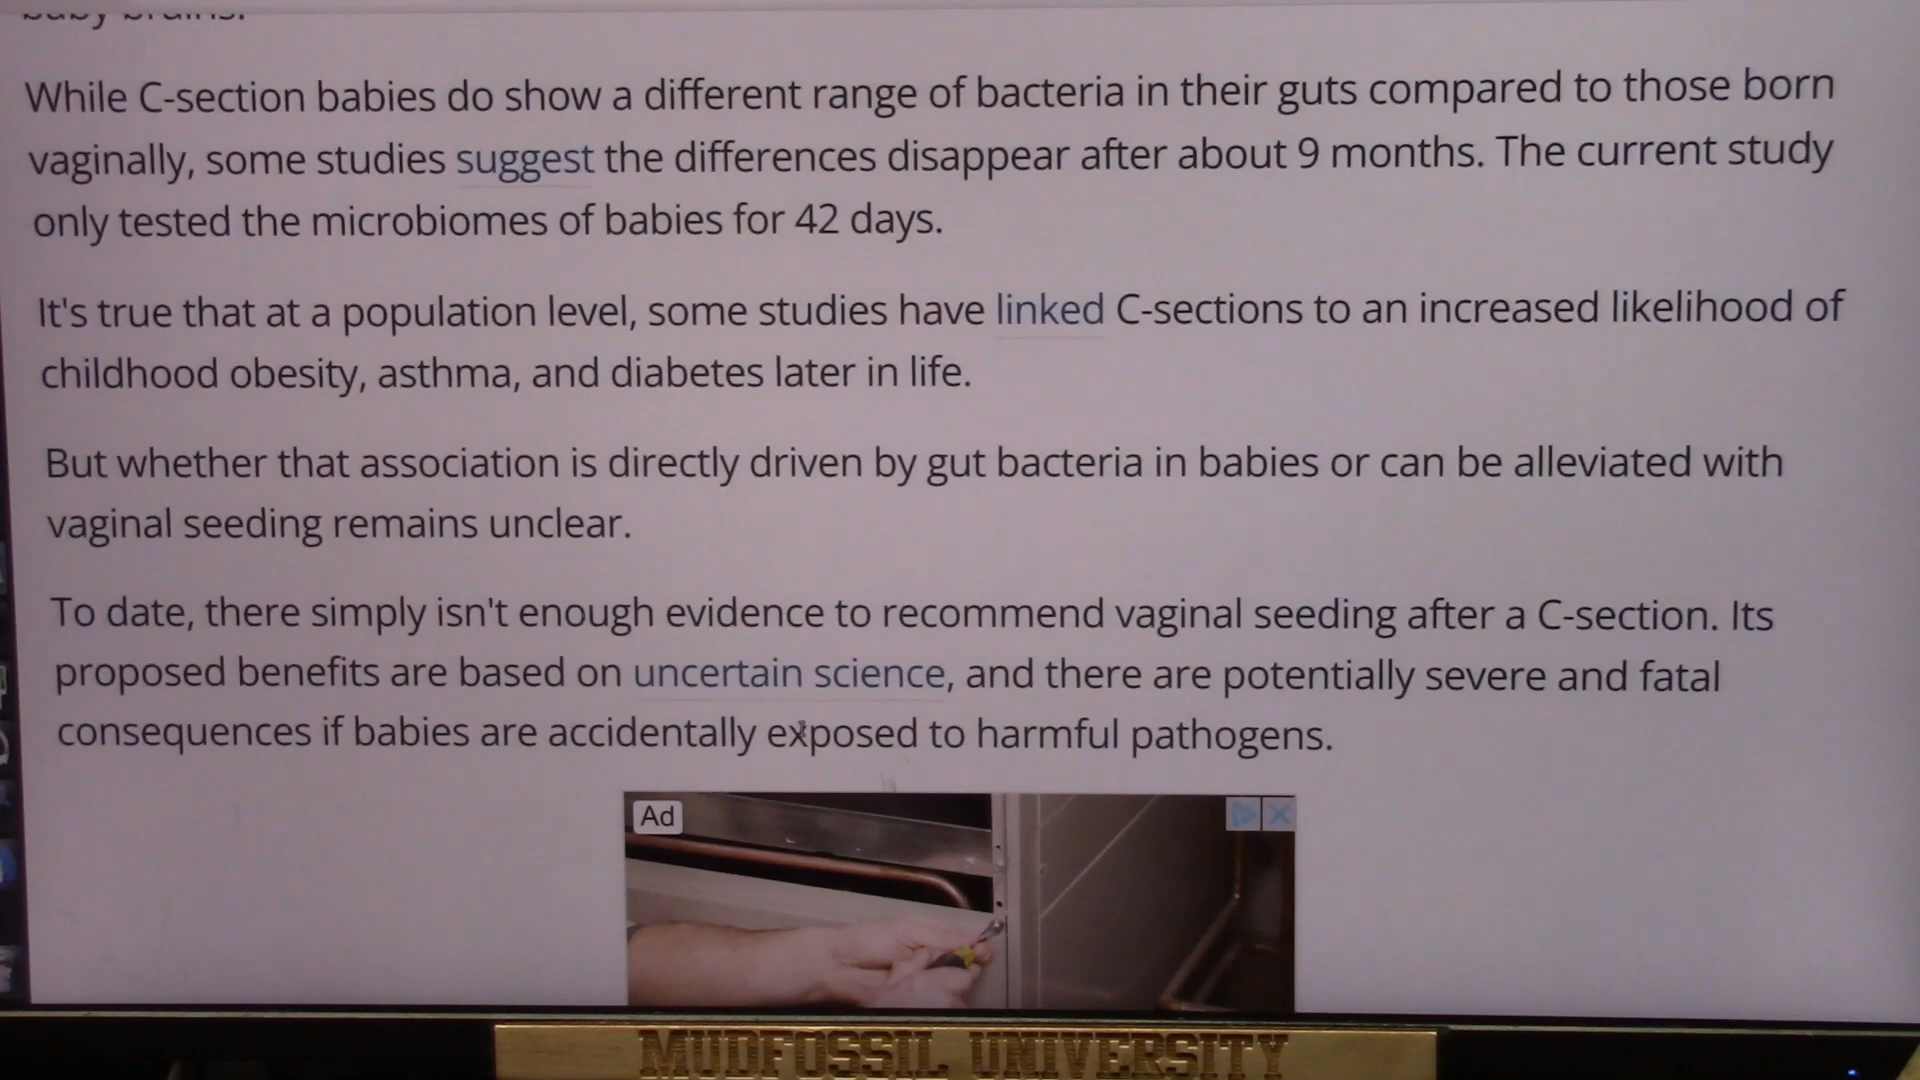 baby brains.
While C-section babies do show a different range of bacteria in their guts compared to those born
vaginally, some studies suggest the differences disappear after about 9 months. The current study
only tested the microbiomes of babies for 42 days.
It's true that at a population level, some studies have linked C-sections to an increased likelihood of
childhood obesity, asthma, and diabetes later in life.
But whether that association is directly driven by gut bacteria in babies or can be alleviated with
vaginal seeding remains unclear.
To date, there simply isn't enough evidence to recommend vaginal seeding after a C-section. Its
proposed benefits are based on uncertain science, and there are potentially severe and fatal
consequences if babies are accidentally exposed to harmful pathogens.
Ad
MUDFOSSIL UNIVERSITY